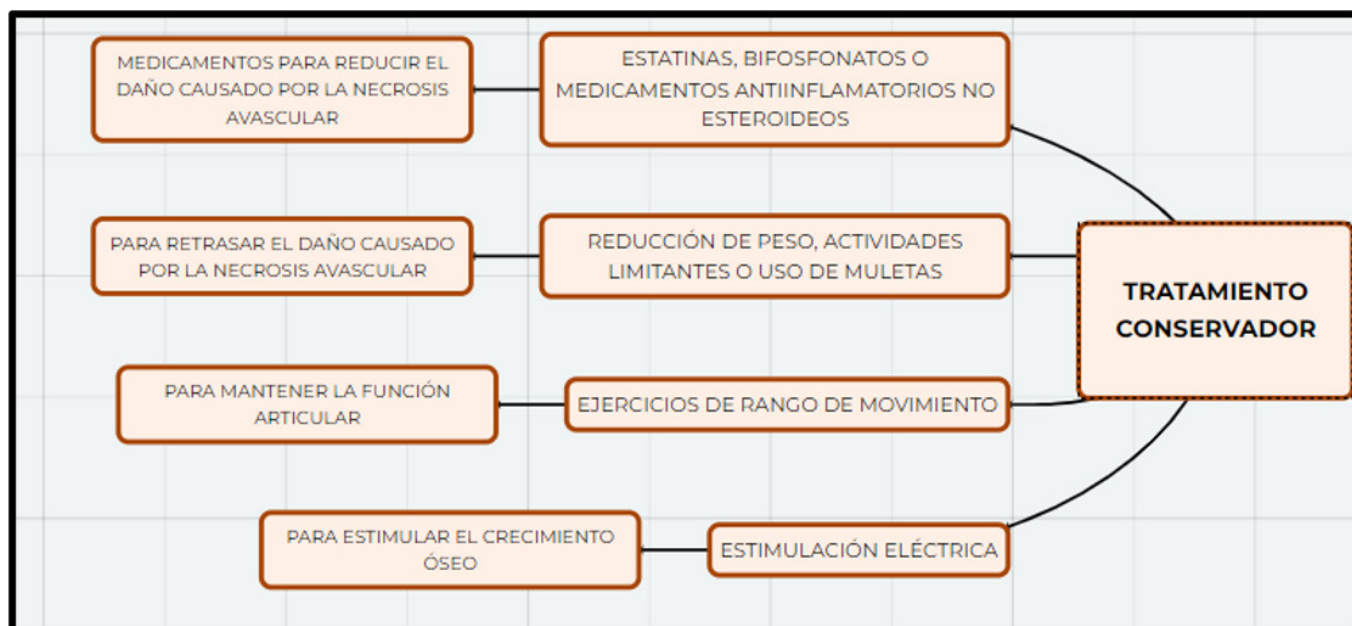 MEDICAMENTOS PARA REDUCIR EL
DAÑO CAUSADO POR LA NECROSIS
AVASCULAR
ESTATINAS, BIFOSFONATOS O
MEDICAMENTOS ANTIINFLAMATORIOS NO
ESTEROIDEOS
PARA RETRASAR EL DAÑO CAUSADO
POR LA NECROSIS AVASCULAR
REDUCCIÓN DE PESO, ACTIVIDADES
LIMITANTES O USO DE MULETAS
TRATAMIENTO
CONSERVADOR
PARA MANTENER LA FUNCIÓN
ARTICULAR
EJERCICIOS DE RANGO DE MOVIMIENTO
PARA ESTIMULAR EL CRECIMIENTO
ÓSEO
ESTIMULACIÓN ELÉCTRICA